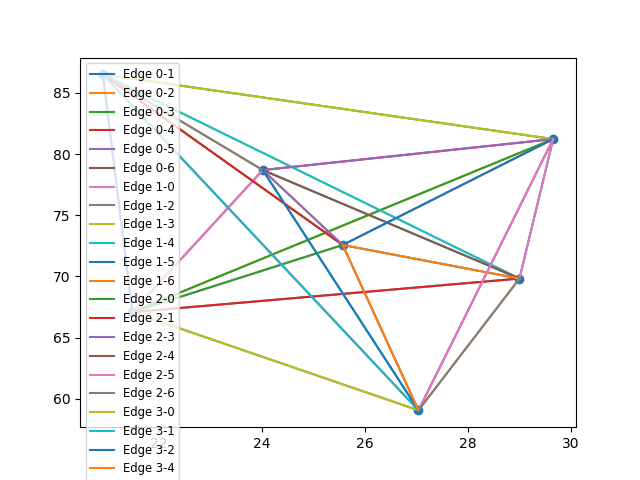 85
80
75
70
65
60
Edge 0-1
Edge 0-2
Edge 0-3
Edge 0-4
Edge 0-5
Edge 0-6
Edge 1-0
Edge 1-2
Edge 1-3
Edge 1-4
Edge 1-5
Edge 1-6
Edge 2-0
Edge 2-1
Edge 2-3
Edge 2-4
Edge 2-5
Edge 2-6
Edge 3-0
Edge 3-1
Edge 3-2
Edge 3-4
22 24 26 28 30